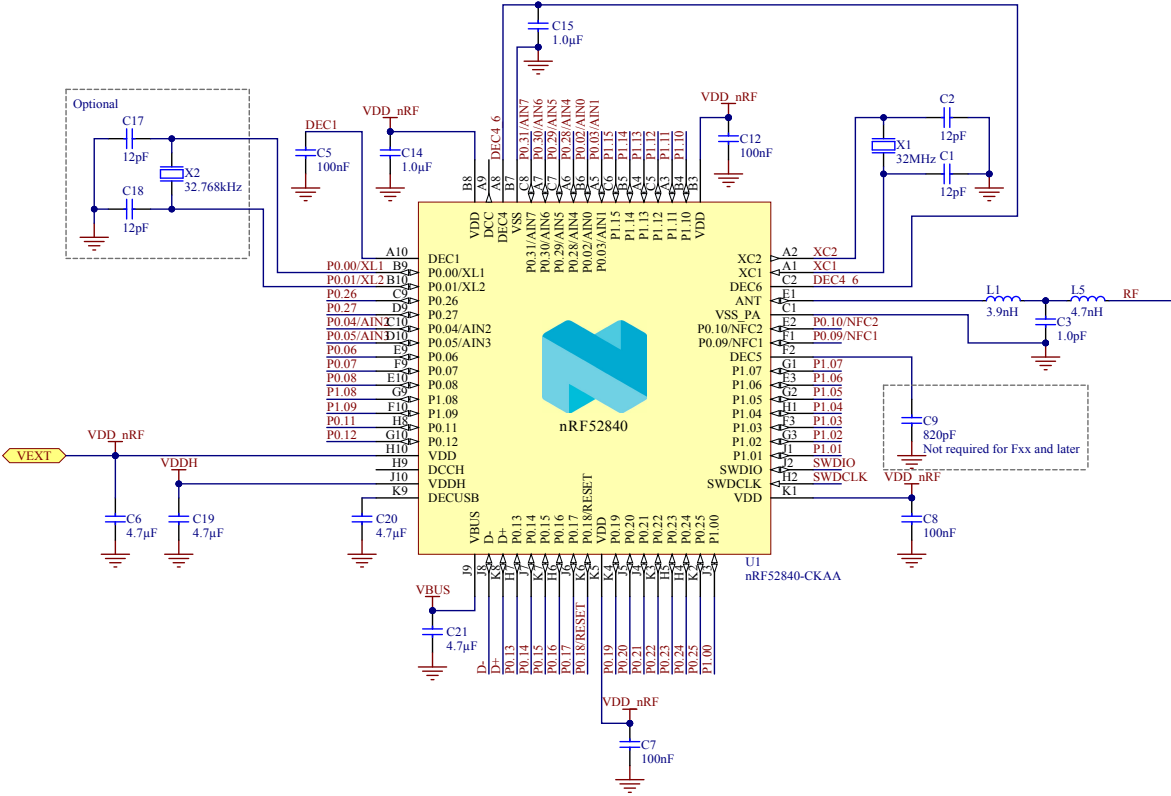 C15
1.0µF
Optional
C17
12pF
X2
32.768kHz
C18
12pF
DEC1
C5
100nF
VDD_nRF
C14
1.0µF
DEC4_6
P0.31/AIN7
P0.30/AIN6
P0.29/AIN5
P0.28/AIN4
P0.02/AIN0
P0.03/AIN1
P1.15
P1.14
P1.13
P1.12
P1.11
P1.10
VDD_nRF
C12
100nF
C2
12pF
X1
32MHz
C1
12pF
B8
A9
A8
B7
C8
A7
C7
A6
B6
A5
C6
B5
A4
C5
A3
B4
B3
VDD
DCC
DEC4
VSS
P0.31/AIN7
P0.30/AIN6
P0.29/AIN5
P0.28/AIN4
P0.02/AIN0
P0.03/AIN1
P1.15
P1.14
P1.13
P1.12
P1.11
P1.10
VDD
A10 DEC1
P0.00/XL1 B9 P0.00/XL1
P0.01/XL2 B10 P0.01/XL2
P0.26 C9 P0.26
P0.27 D9 P0.27
P0.04/AIN2 C10 P0.04/AIN2
P0.05/AIN3 D10 P0.05/AIN3
P0.06 E9 P0.06
P0.07 F9 P0.07
P0.08 E10 P0.08
P1.08 G9 P1.08
P1.09 F10 P1.09
P0.11 H8 P0.11
P0.12 G10 P0.12
H10 VDD
H9 DCCH
J10 VDDH
K9 DECUSB
XC2 A2 XC2
XC1 A1 XC1
DEC6 C2 DEC4_6
ANT E1
VSS_PA C1
P0.10/NFC2 E2 P0.10/NFC2
P0.09/NFC1 F1 P0.09/NFC1
DEC5 F2
P1.07 G1 P1.07
P1.06 E3 P1.06
P1.05 G2 P1.05
P1.04 H1 P1.04
P1.03 F3 P1.03
P1.02 G3 P1.02
P1.01 J1 P1.01
SWDIO J2 SWDIO
SWDCLK H2 SWDCLK
VDD K1
L1
3.9nH
L5
4.7nH
RF
C3
1.0pF
C9
820pF
Not required for Fxx and later
VDD_nRF
C8
100nF
nRF52840
VEXT
VDD_nRF
VDDH
C6
4.7µF
C19
4.7µF
C20
4.7µF
VBUS
D-
D+
P0.13
P0.14
P0.15
P0.16
P0.17
P0.18/RESET
VDD
P0.19
P0.20
P0.21
P0.22
P0.23
P0.24
P0.25
P1.00
U1
nRF52840-CKAA
J9
J8
K8
H7
J7
K7
H6
J6
K6
K5
K4
J5
J4
K3
H5
H4
K2
J3
VBUS
C21
4.7µF
D-
D+
P0.13
P0.14
P0.15
P0.16
P0.17
P0.18/RESET
P0.19
P0.20
P0.21
P0.22
P0.23
P0.24
P0.25
P1.00
VDD_nRF
C7
100nF